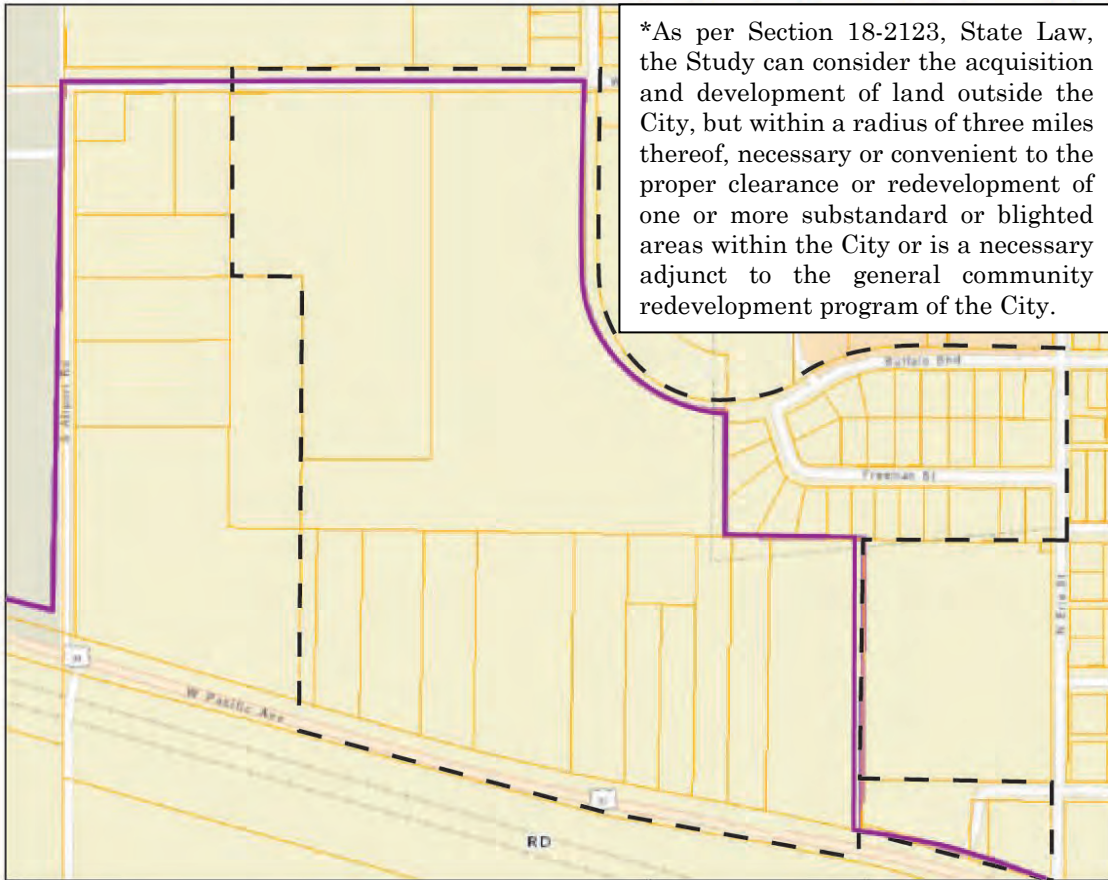 *As per Section 18-2123, State Law,
the Study can consider the acquisition
and development of land outside the
City, but within a radius of three miles
thereof, necessary or convenient to the
proper clearance or redevelopment of
one or more substandard or blighted
areas within the City or is a necessary
adjunct to the general community
redevelopment program of the City.
W
Buffalo Bnd
S Airport Rd
Freeman St
N Erie St
W Pacific Ave
RD